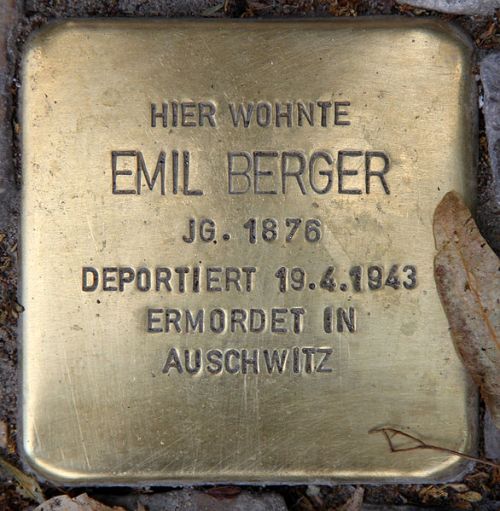 HIER WOHNTE
EMIL BERGER
JG. 1876
DEPORTIERT 19.4.1943
ERMORDET IN
AUSCHWITZ